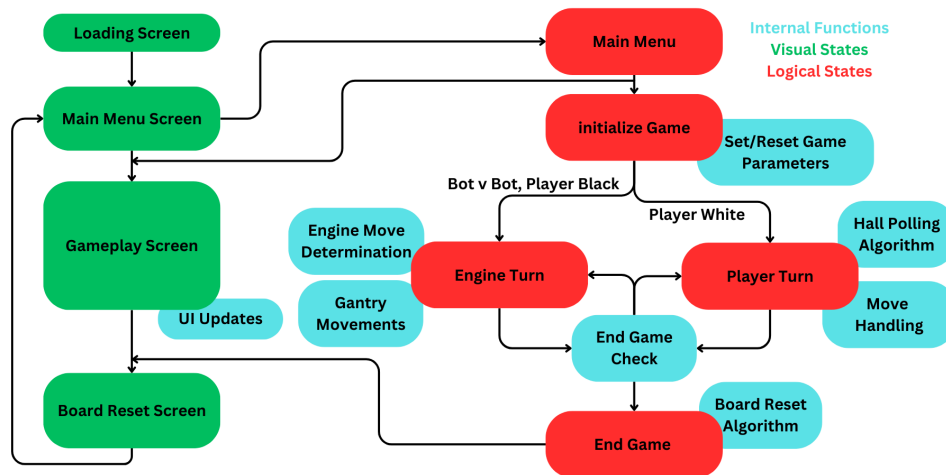 Loading Screen
Main Menu
Internal Functions
Visual States
Logical States
Main Menu Screen
initialize Game
Set/Reset Game
Parameters
Bot v Bot, Player Black
Player White
Gameplay Screen
Engine Move
Determination
Hall Polling
Algorithm
Engine Turn
Player Turn
Gantry
Movements
UI Updates
Move
Handling
End Game
Check
Board Reset Screen
Board Reset
Algorithm
End Game